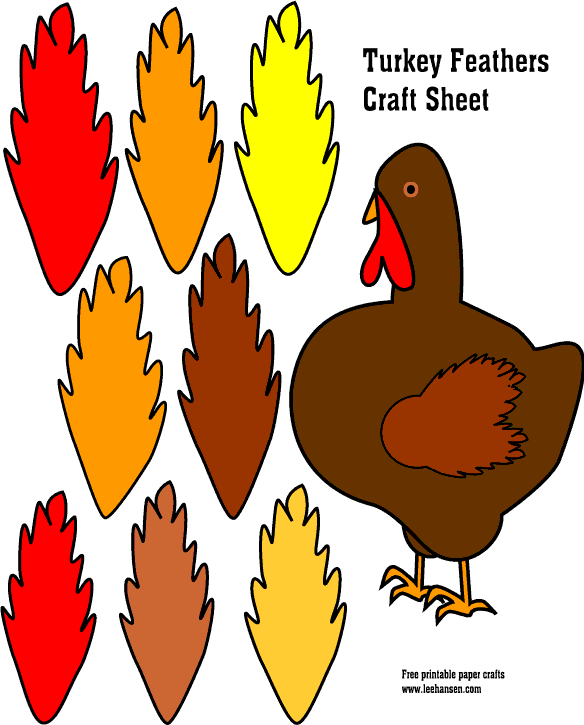 Turkey Feathers
Craft Sheet
Free printable paper crafts
www.leehansen.com